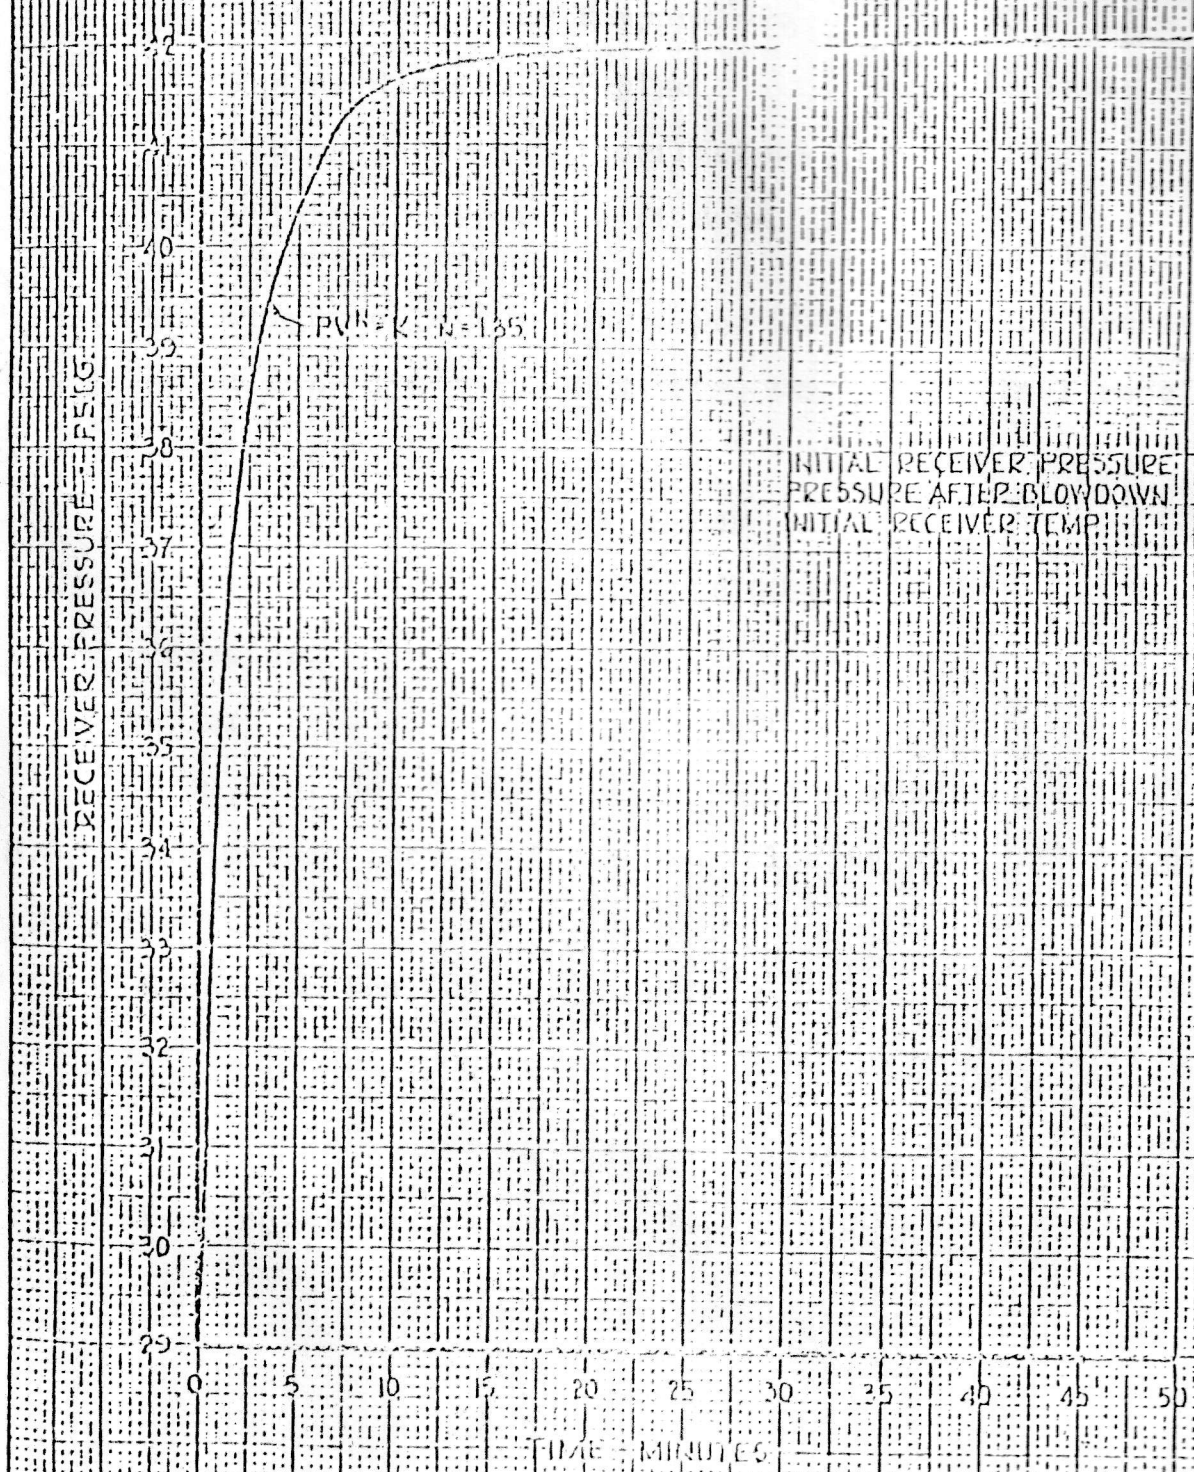 42
41
40
39
38
37
36
35
34
33
32
31
30
29
RECEIVER PRESSURE - PSIG
N=1.35
INITIAL RECEIVER PRESSURE
PRESSURE AFTER BLOWDOWN
INITIAL RECEIVER TEMP
0 5 10 15 20 25 30 35 40 45 50
TIME - MINUTES